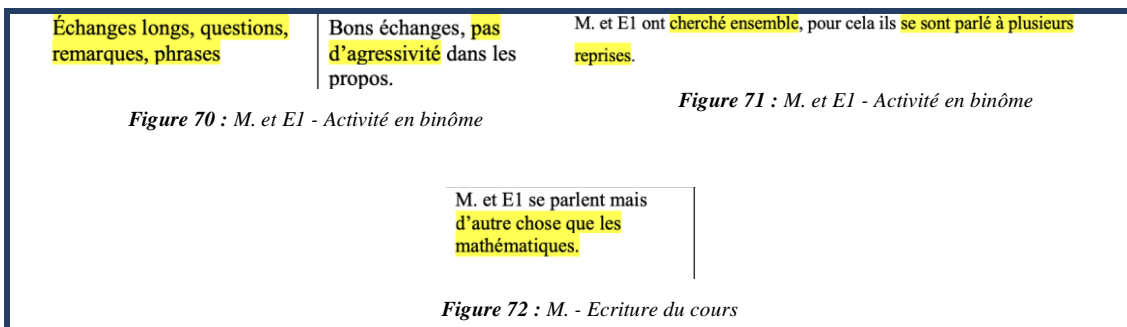 Échanges longs, questions,
remarques, phrases
Bons échanges, pas
d’agressivité dans les
propos.
Figure 70 : M. et E1 - Activité en binôme
M. et E1 ont cherché ensemble, pour cela ils se sont parlé à plusieurs
reprises.
Figure 71 : M. et E1 - Activité en binôme
M. et E1 se parlent mais
d’autre chose que les
mathématiques.
Figure 72 : M. - Ecriture du cours